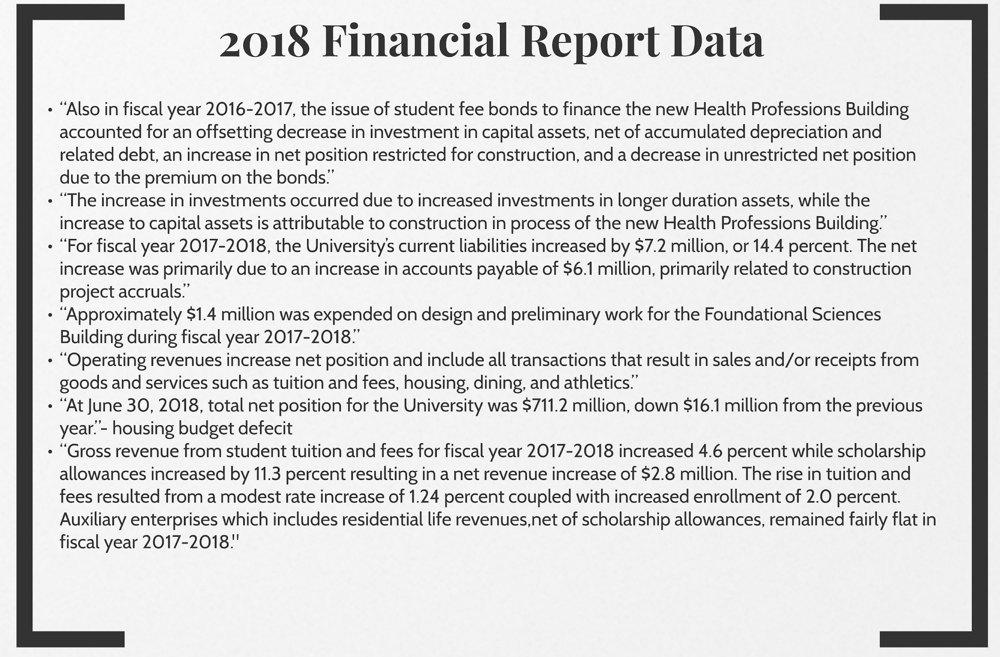 2018 Financial Report Data
• “Also in fiscal year 2016-2017, the issue of student fee bonds to finance the new Health Professions Building
accounted for an offsetting decrease in investment in capital assets, net of accumulated depreciation and
related debt, an increase in net position restricted for construction, and a decrease in unrestricted net position
due to the premium on the bonds.”
• “The increase in investments occurred due to increased investments in longer duration assets, while the
increase to capital assets is attributable to construction in process of the new Health Professions Building.”
• “For fiscal year 2017-2018, the University’s current liabilities increased by $7.2 million, or 14.4 percent. The net
increase was primarily due to an increase in accounts payable of $6.1 million, primarily related to construction
project accruals.”
• “Approximately $1.4 million was expended on design and preliminary work for the Foundational Sciences
Building during fiscal year 2017-2018.”
• “Operating revenues increase net position and include all transactions that result in sales and/or receipts from
goods and services such as tuition and fees, housing, dining, and athletics.”
• “At June 30, 2018, total net position for the University was $711.2 million, down $16.1 million from the previous
year.”- housing budget defecit
• “Gross revenue from student tuition and fees for fiscal year 2017-2018 increased 4.6 percent while scholarship
allowances increased by 11.3 percent resulting in a net revenue increase of $2.8 million. The rise in tuition and
fees resulted from a modest rate increase of 1.24 percent coupled with increased enrollment of 2.0 percent.
Auxiliary enterprises which includes residential life revenues,net of scholarship allowances, remained fairly flat in
fiscal year 2017-2018."